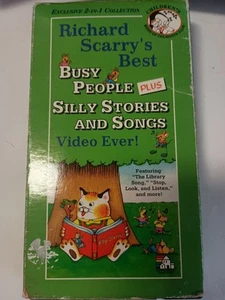 EXCLUSIVE 2-IN-1 COLLECTION
CHILDREN'S
Richard
Scarry's
Best
BUSY
PEOPLE PLUS
SILLY STORIES
AND SONGS
Video Ever!
Featuring
"The Library
Song," "Stop,
Look, and Listen,"
and more!